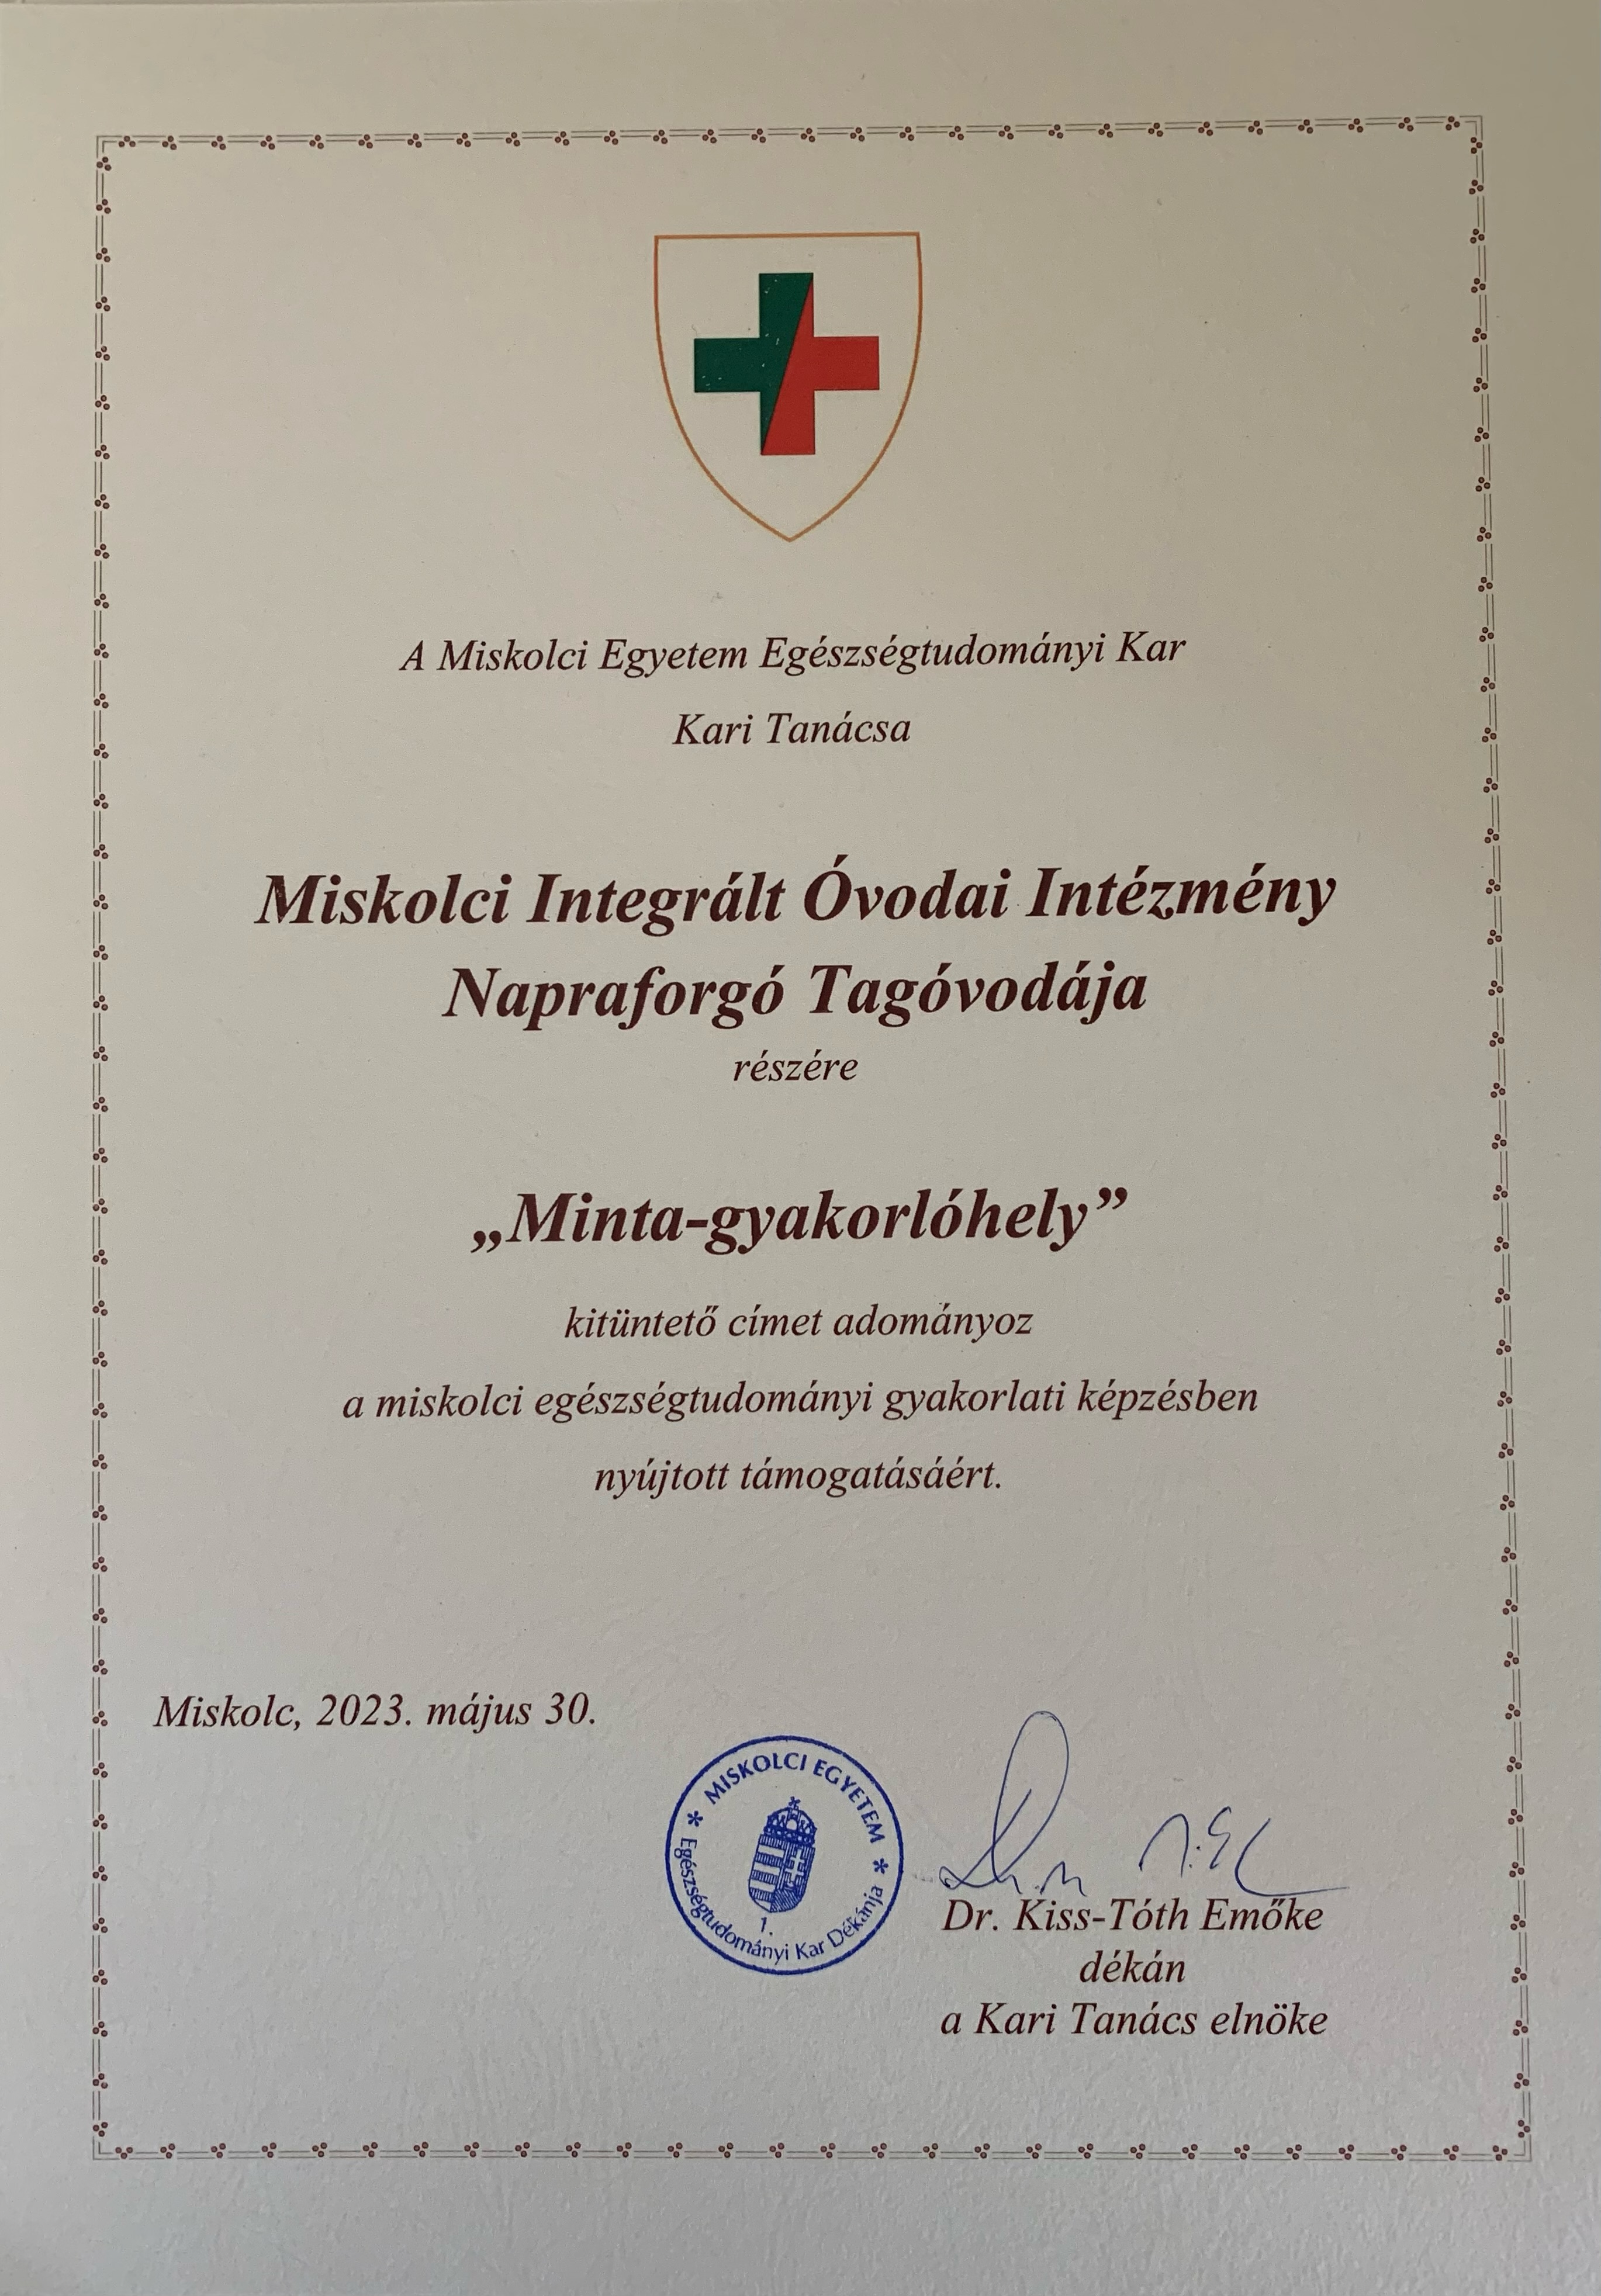 A Miskolci Egyetem Egészségtudományi Kar
Kari Tanácsa
Miskolci Integrált Óvodai Intézmény
Napraforgó Tagóvodája
részére
„Minta-gyakorlóhely”
kitüntető címet adományoz
a miskolci egészségtudományi gyakorlati képzésben
nyújtott támogatásáért.
Miskolc, 2023. május 30.
* MISKOLCI EGYETEM *
Egészségtudományi Kar Dékánja
1.
Dr. Kiss-Tóth Emőke
dékán
a Kari Tanács elnöke